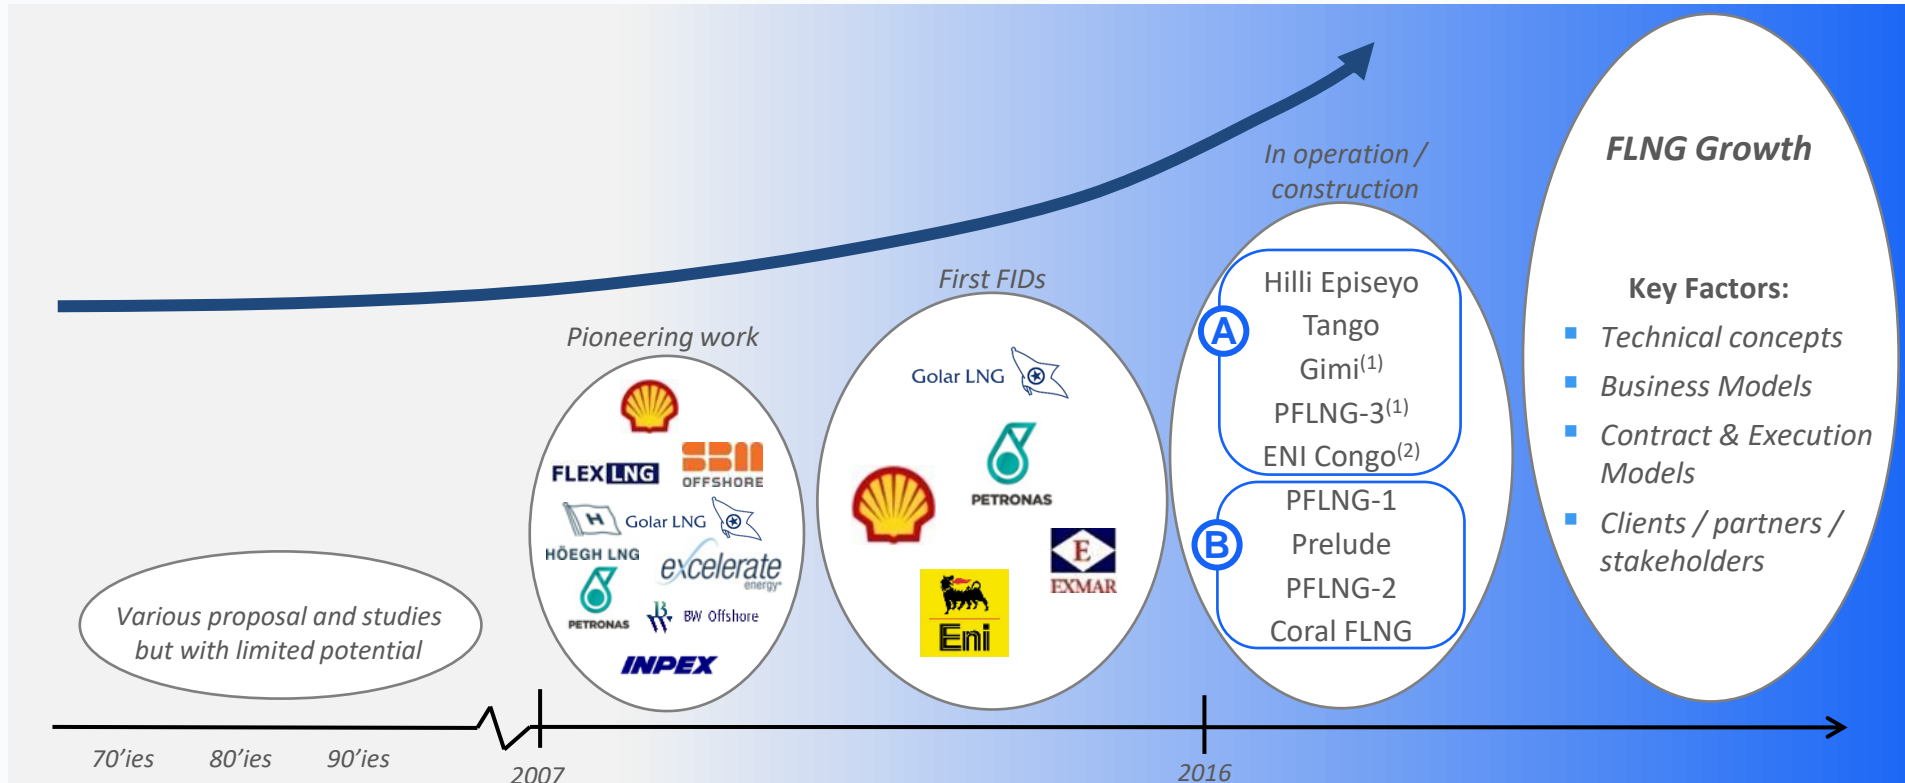 FLNG Growth
Key Factors:
Technical concepts
Business Models
Contract & Execution
Models
Clients / partners /
stakeholders
In operation /
construction
A
Hilli Episeyo
Tango
Gimi(1)
PFLNG-3(1)
ENI Congo(2)
B
PFLNG-1
Prelude
PFLNG-2
Coral FLNG
First FIDs
Golar LNG
PETRONAS
E
EXMAR
Eni
Pioneering work
FLEX LNG
SBM
OFFSHORE
H
Golar LNG
HÖEGH LNG
excelerate
energy
PETRONAS
BW
BW Offshore
INPEX
Various proposal and studies
but with limited potential
70’ies
80’ies
90’ies
2007
2016